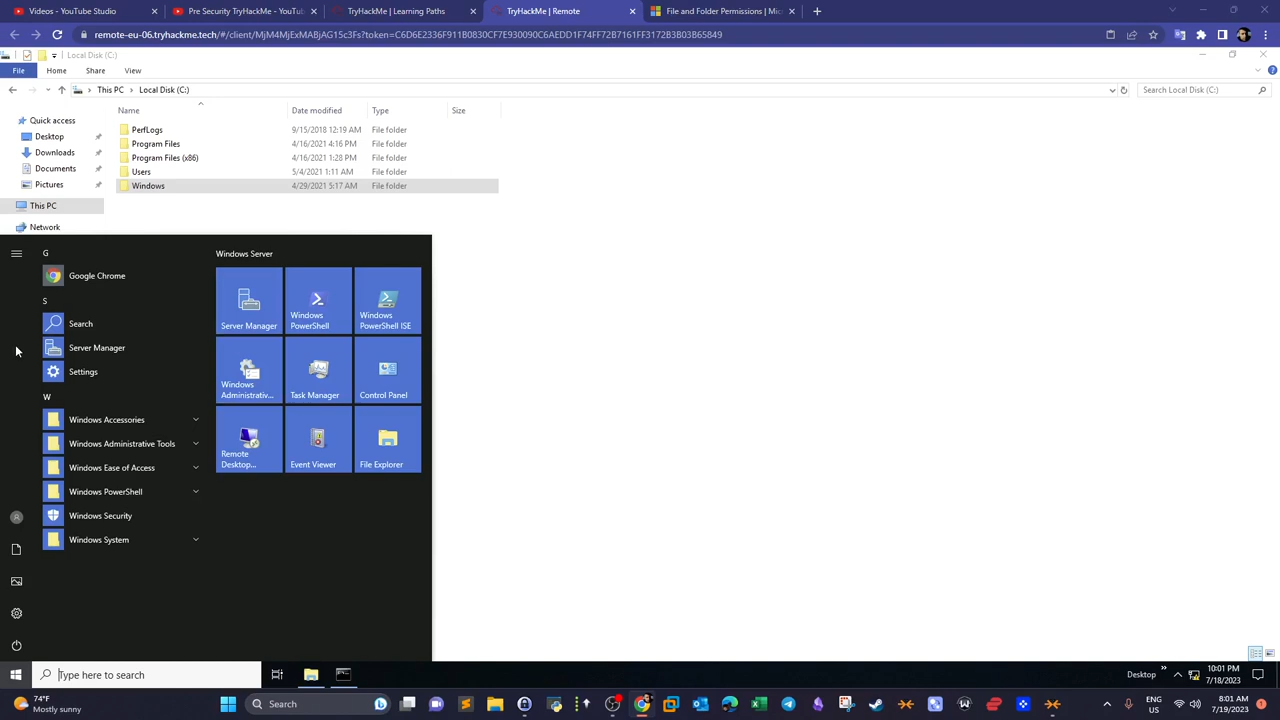 Videos - YouTube
Pre Security TryHackMe - YouTub
TryHackMe | Learning Paths
TryHackMe | Remote
File and Folder Permissions | Mic
remote-eu-06.tryhackme.tech/#/client/MjM4MjExMABjAG15c3Fs?token=C6D6E2336F911B0830CF7E930090C6AEDD1F74FF72B7161FF3172B3B03B65849
Local Disk (C:)
File
Home
Share
View
This PC
Local Disk (C:)
Search Local Disk (C:)
Name
Date modified
Type
Size
Quick access
Desktop
Downloads
Documents
Pictures
This PC
Network
PerfLogs 9/15/2018 12:19 AM File folder
Program Files 4/16/2021 4:16 PM File folder
Program Files (x86) 4/16/2021 1:28 PM File folder
Users 5/4/2021 1:11 AM File folder
Windows 4/29/2021 5:17 AM File folder
G
Google Chrome
S
Search
Server Manager
Settings
W
Windows Accessories
Windows Administrative Tools
Windows Ease of Access
Windows PowerShell
Windows Security
Windows System
Windows Server
Server Manager
Windows PowerShell
Windows PowerShell ISE
Windows Administrativ...
Task Manager
Control Panel
Remote Desktop...
Event Viewer
File Explorer
Type here to search
Desktop
10:01 PM
7/18/2023
74°F
Mostly sunny
Search
ENG
US
8:01 AM
7/19/2023